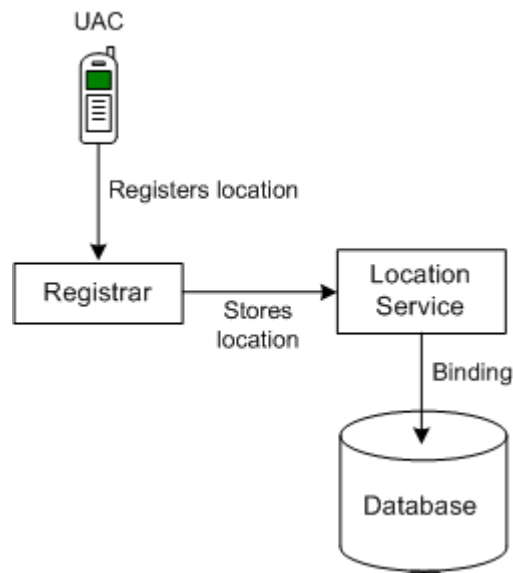 UAC
Registers location
Registrar
Stores
location
Location
Service
Binding
Database